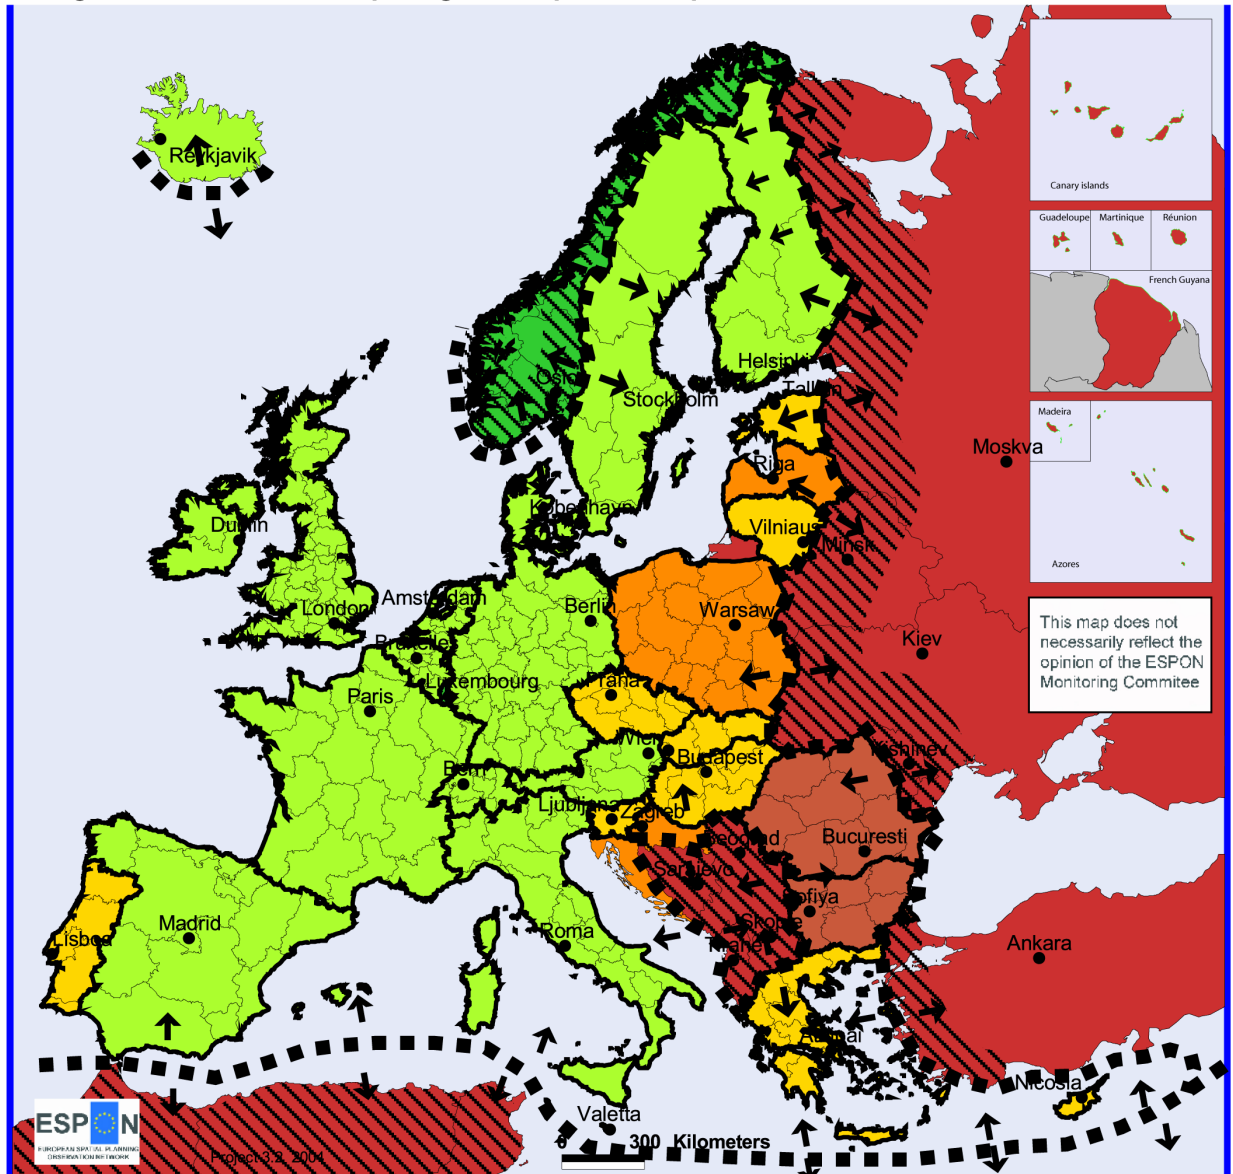 Reykjavik
Canary islands
Guadeloupe
Martinique
Réunion
French Guyana
Madeira
Azores
This map does not
necessarily reflect the
opinion of the ESPON
Monitoring Commitee
Oslo
Helsinki
Tallinn
Stockholm
Moskva
Riga
København
Dublin
Vilniaus
Minsk
Amsterdam
London
Berlin
Warsaw
Kiev
Bruxelles
Luxembourg
Praha
Paris
Wien
Kishinev
Budapest
Bern
Ljubljana
Zagreb
Beograd
Bucuresti
Sarajevo
Sofiya
Madrid
Skopje
Lisboa
Roma
Tirane
Ankara
Athinai
Nicosia
Valetta
ESPON
EUROPEAN SPATIAL PLANNING
OBSERVATION NETWORK
Project 3.2, 2004
0 300 Kilometers